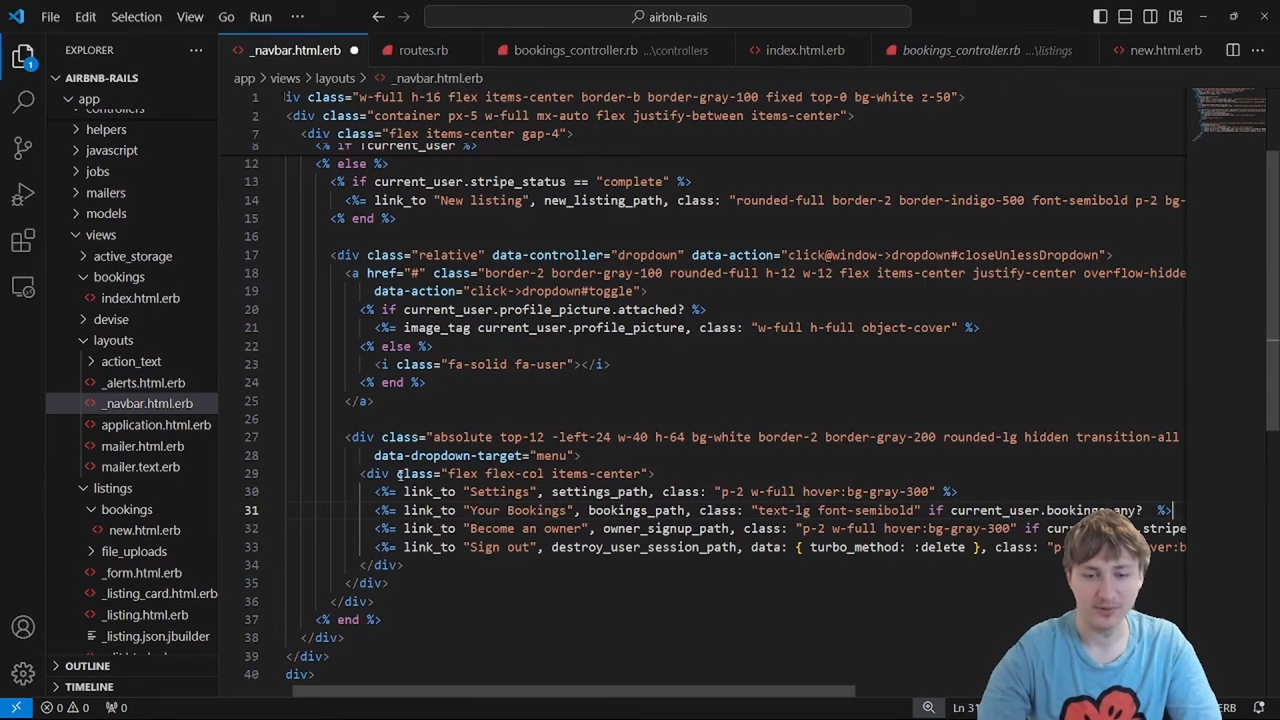 File Edit Selection View Go Run ··· airbnb-rails
EXPLORER ···
_navbar.html.erb routes.rb bookings_controller.rb ...\controllers index.html.erb bookings_controller.rb ...\listings new.html.erb ···
AIRBNB-RAILS
app
helpers
javascript
jobs
mailers
models
views
active_storage
bookings
index.html.erb
devise
layouts
action_text
_alerts.html.erb
_navbar.html.erb
application.html.erb
mailer.html.erb
mailer.text.erb
listings
bookings
new.html.erb
file_uploads
_form.html.erb
_listing_card.html.erb
_listing.html.erb
_listing.json.jbuilder
OUTLINE
TIMELINE
app > views > layouts > _navbar.html.erb
1 iv class="w-full h-16 flex items-center border-b border-gray-100 fixed top-0 bg-white z-50">
2 <div class="container px-5 w-full mx-auto flex justify-between items-center">
7 <div class="flex items-center gap-4">
8 <% if !current_user %>
12 <% else %>
13 <% if current_user.stripe_status == "complete" %>
14 <%= link_to "New listing", new_listing_path, class: "rounded-full border-2 border-indigo-500 font-semibold p-2 bg-
15 <% end %>
16
17 <div class="relative" data-controller="dropdown" data-action="click@window->dropdown#closeUnlessDropdown">
18 <a href="#" class="border-2 border-gray-100 rounded-full h-12 w-12 flex items-center justify-center overflow-hidde
19 data-action="click->dropdown#toggle">
20 <% if current_user.profile_picture.attached? %>
21 <%= image_tag current_user.profile_picture, class: "w-full h-full object-cover" %>
22 <% else %>
23 <i class="fa-solid fa-user"></i>
24 <% end %>
25 </a>
26
27 <div class="absolute top-12 -left-24 w-40 h-64 bg-white border-2 border-gray-200 rounded-lg hidden transition-all
28 data-dropdown-target="menu">
29 <div class="flex flex-col items-center">
30 <%= link_to "Settings", settings_path, class: "p-2 w-full hover:bg-gray-300" %>
31 <%= link_to "Your Bookings", bookings_path, class: "text-lg font-semibold" if current_user.bookings.any? %>
32 <%= link_to "Become an owner", owner_signup_path, class: "p-2 w-full hover:bg-gray-300" if stripe
33 <%= link_to "Sign out", destroy_user_session_path, data: { turbo_method: :delete }, class:
34 </div>
35 </div>
36 </div>
37 <% end %>
38 </div>
39 </div>
40 div>
0 0 0 Ln 31 ERB